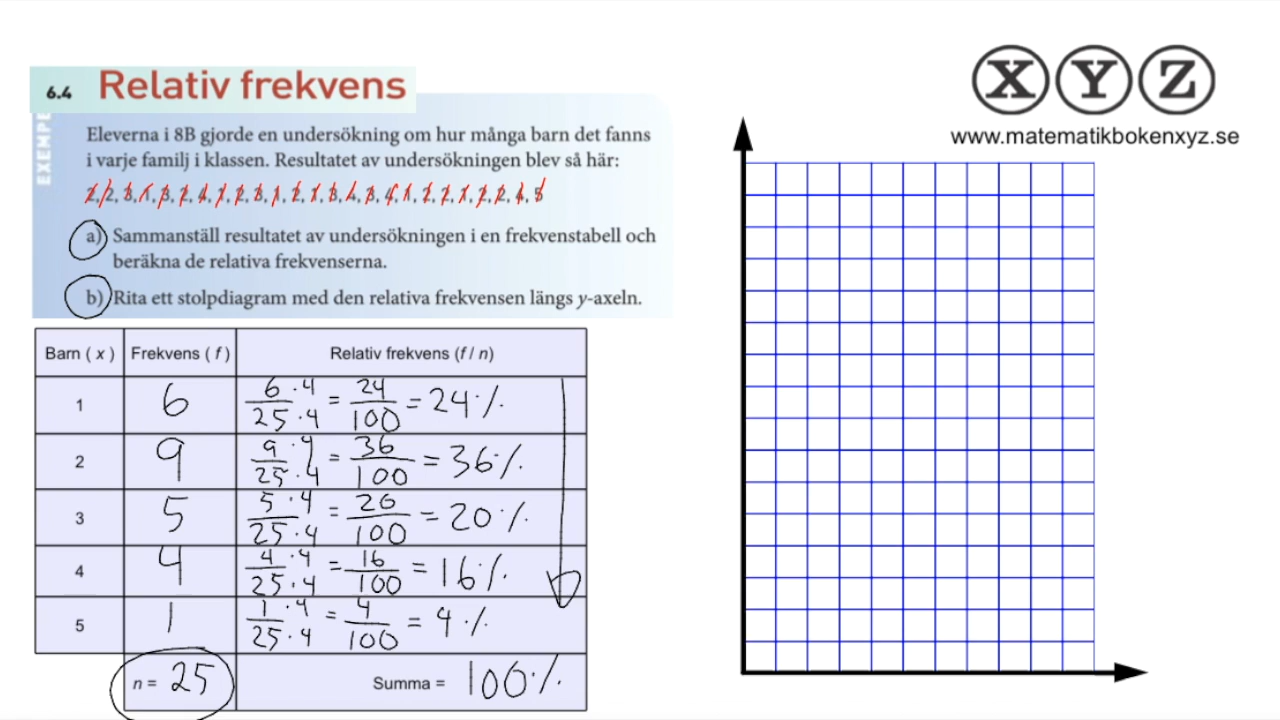 XYZ
www.matematikbokenxyz.se
6.4 Relativ frekvens
EXEMPE
Eleverna i 8B gjorde en undersökning om hur många barn det fanns
i varje familj i klassen. Resultatet av undersökningen blev så här:
2, 2, 3, 1, 3, 2, 4, 1, 2, 3, 1, 2, 1, 3, 4, 3, 4, 1, 2, 2, 1, 2, 2, 4, 5
a) Sammanställ resultatet av undersökningen i en frekvenstabell och
beräkna de relativa frekvenserna.
b) Rita ett stolpdiagram med den relativa frekvensen längs y-axeln.
Barn ( x ) Frekvens ( f ) Relativ frekvens (f / n)
1 6 6·4/25·4 = 24/100 = 24 %
2 9 9·4/25·4 = 36/100 = 36 %
3 5 5·4/25·4 = 20/100 = 20 %
4 4 4·4/25·4 = 16/100 = 16 %
5 1 1·4/25·4 = 4/100 = 4 %
n = 25 Summa = 100 %